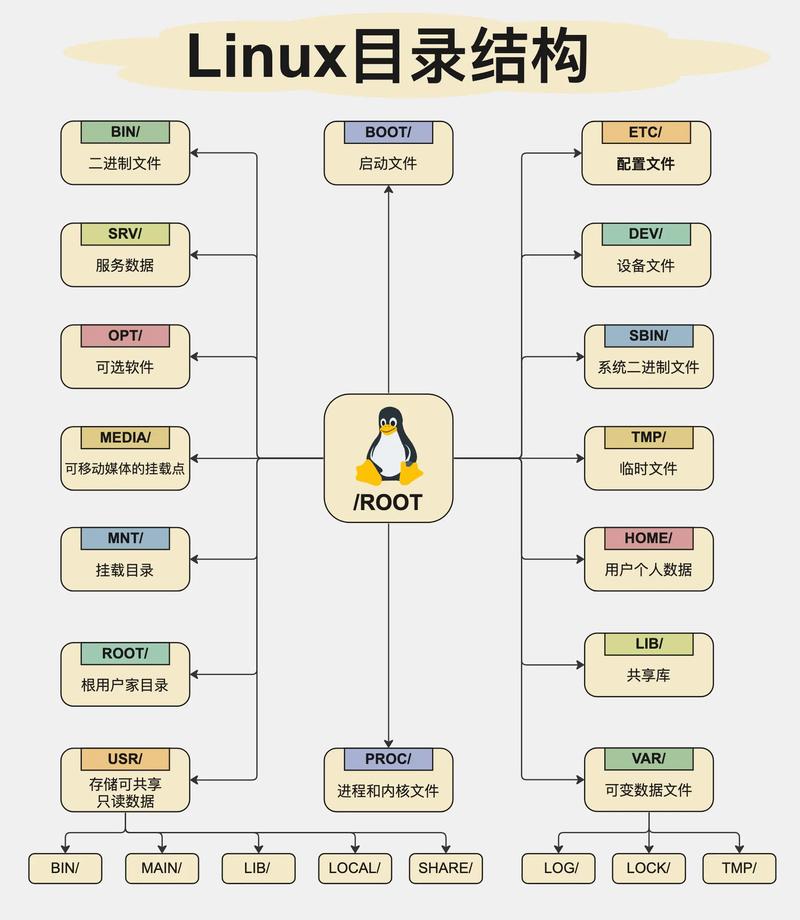 Linux目录结构
BIN/
二进制文件
BOOT/
启动文件
ETC/
配置文件
SRV/
服务数据
DEV/
设备文件
OPT/
可选软件
SBIN/
系统二进制文件
MEDIA/
可移动媒体的挂载点
/ROOT
TMP/
临时文件
MNT/
挂载目录
HOME/
用户个人数据
ROOT/
根用户家目录
LIB/
共享库
USR/
存储可共享
只读数据
PROC/
进程和内核文件
VAR/
可变数据文件
BIN/
MAIN/
LIB/
LOCAL/
SHARE/
LOG/
LOCK/
TMP/